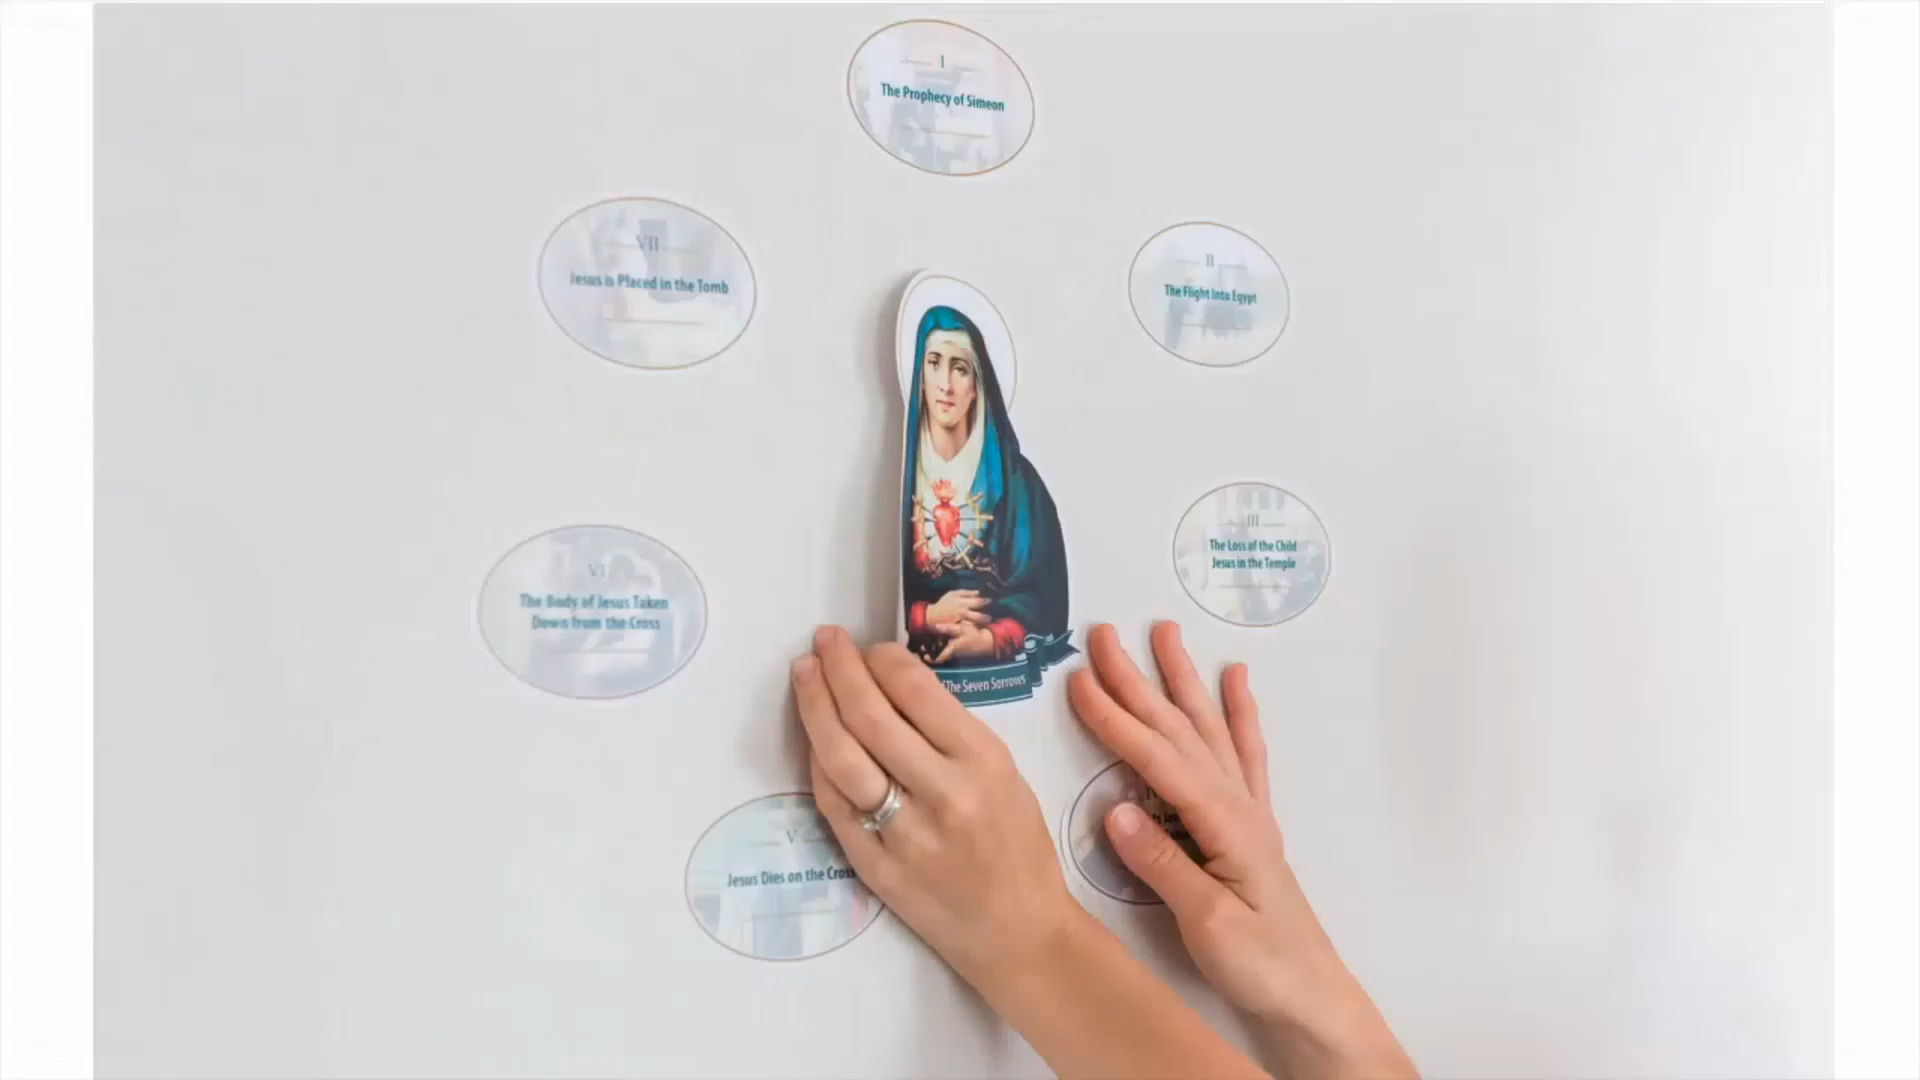 I
The Prophecy of Simeon
II
The Flight Into Egypt
III
The Loss of the Child
Jesus in the Temple
V
Jesus Dies on the Cross
VI
The Body of Jesus Taken
Down from the Cross
VII
Jesus is Placed in the Tomb
The Seven Sorrows